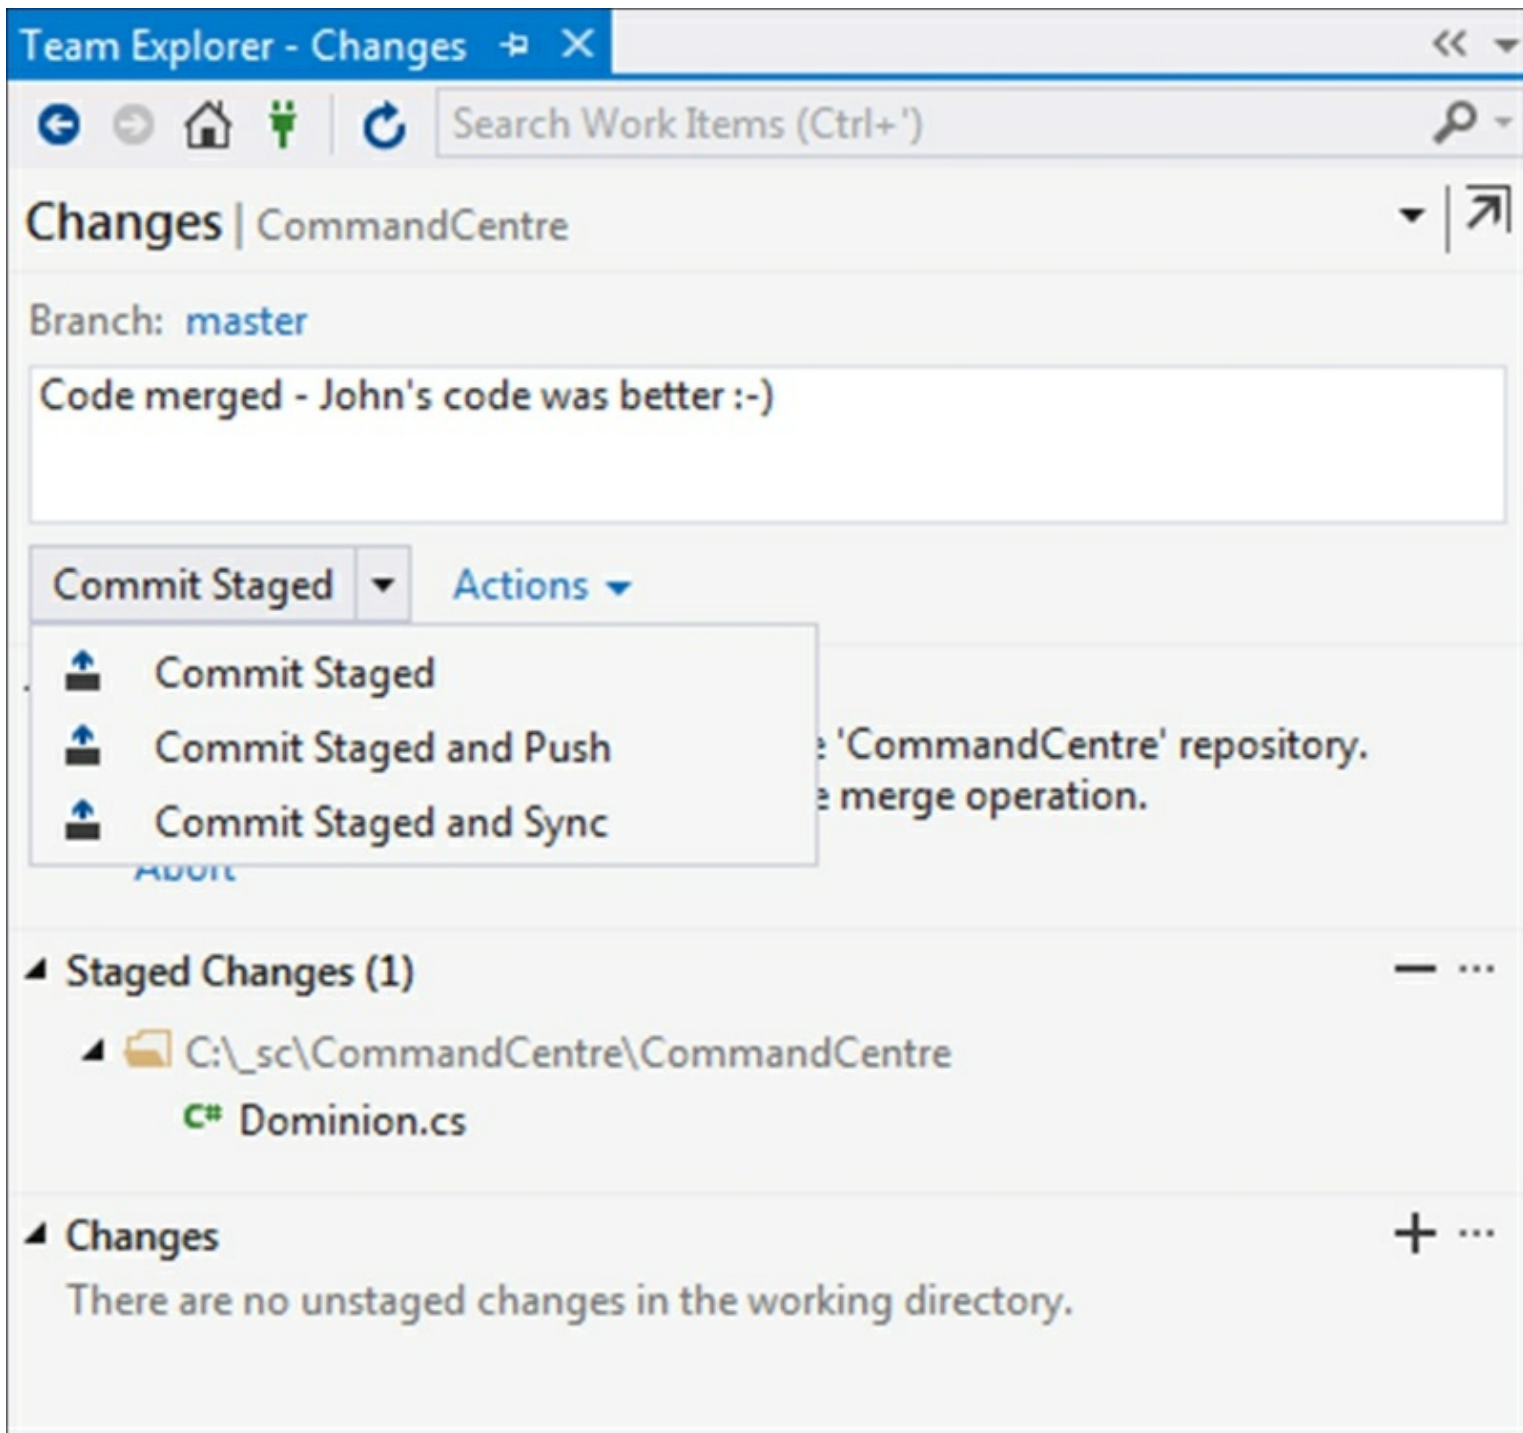 Team Explorer - Changes
Search Work Items (Ctrl+')
Changes | CommandCentre
Branch: master
Code merged - John's code was better :-)
Commit Staged
Actions
Commit Staged
Commit Staged and Push
'CommandCentre' repository.
Commit Staged and Sync
merge operation.
Abort
Staged Changes (1)
C:\_sc\CommandCentre\CommandCentre
C# Dominion.cs
Changes
There are no unstaged changes in the working directory.